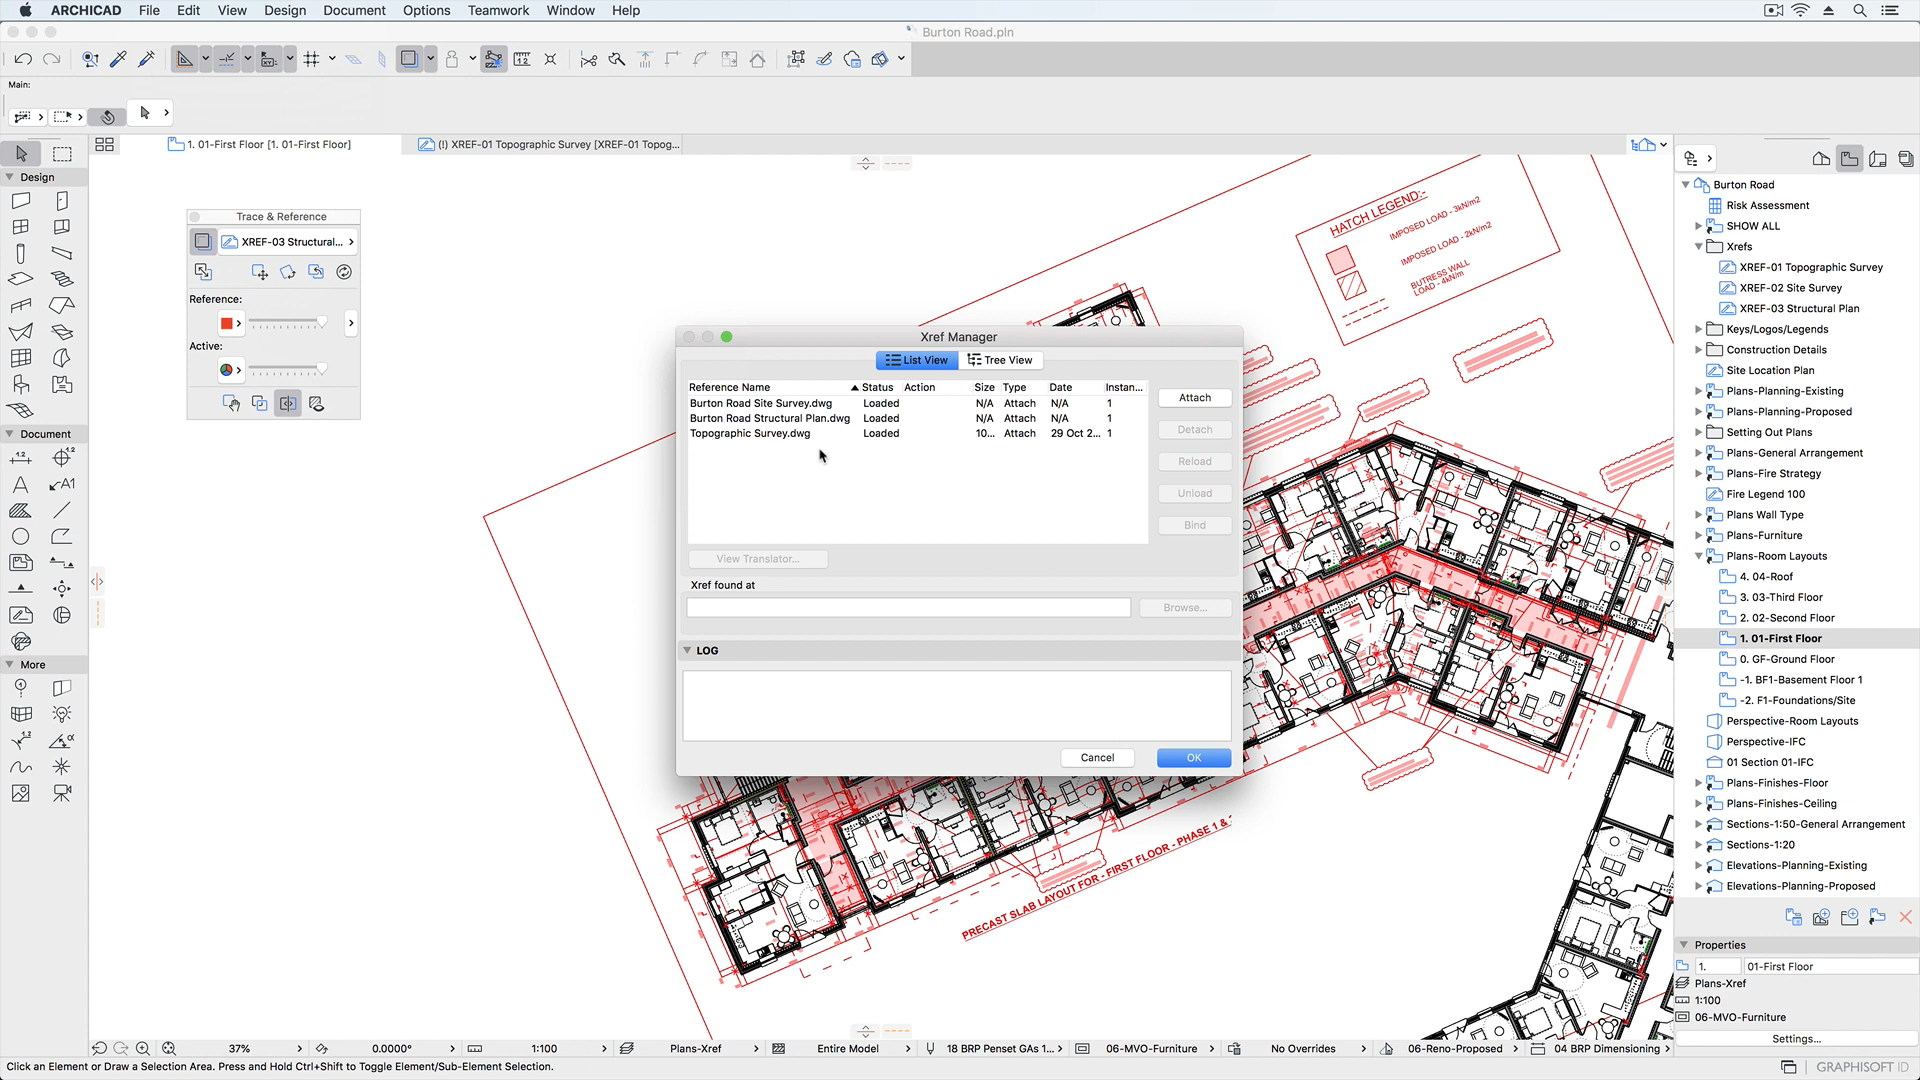 ARCHICAD File Edit View Design Document Options Teamwork Window Help
Burton Road.pln
Main:
1. 01-First Floor [1. 01-First Floor]
(!) XREF-01 Topographic Survey [XREF-01 Topog...
Design
Document
More
Trace & Reference
XREF-03 Structural...
Reference:
Active:
HATCH LEGEND:-
IMPOSED LOAD - 3kN/m2
IMPOSED LOAD - 2kN/m2
BUTRESS WALL
LOAD - 4kN/m
PRECAST SLAB LAYOUT FOR - FIRST FLOOR - PHASE 1 &
Xref Manager
List View Tree View
Reference Name Status Action Size Type Date Instan...
Burton Road Site Survey.dwg Loaded N/A Attach N/A 1
Burton Road Structural Plan.dwg Loaded N/A Attach N/A 1
Topographic Survey.dwg Loaded 10... Attach 29 Oct 2... 1
Attach
Detach
Reload
Unload
Bind
View Translator...
Xref found at
Browse...
LOG
Cancel OK
Burton Road
Risk Assessment
SHOW ALL
Xrefs
XREF-01 Topographic Survey
XREF-02 Site Survey
XREF-03 Structural Plan
Keys/Logos/Legends
Construction Details
Site Location Plan
Plans-Planning-Existing
Plans-Planning-Proposed
Setting Out Plans
Plans-General Arrangement
Plans-Fire Strategy
Fire Legend 100
Plans Wall Type
Plans-Furniture
Plans-Room Layouts
4. 04-Roof
3. 03-Third Floor
2. 02-Second Floor
1. 01-First Floor
0. GF-Ground Floor
-1. BF1-Basement Floor 1
-2. F1-Foundations/Site
Perspective-Room Layouts
Perspective-IFC
01 Section 01-IFC
Plans-Finishes-Floor
Plans-Finishes-Ceiling
Sections-1:50-General Arrangement
Sections-1:20
Elevations-Planning-Existing
Elevations-Planning-Proposed
Properties
1. 01-First Floor
Plans-Xref
1:100
06-MVO-Furniture
Settings...
37% 0.0000° 1:100 Plans-Xref Entire Model 18 BRP Penset GAs 1... 06-MVO-Furniture No Overrides 06-Reno-Proposed 04 BRP Dimensioning
Click an Element or Draw a Selection Area. Press and Hold Ctrl+Shift to Toggle Element/Sub-Element Selection.
GRAPHISOFT ID